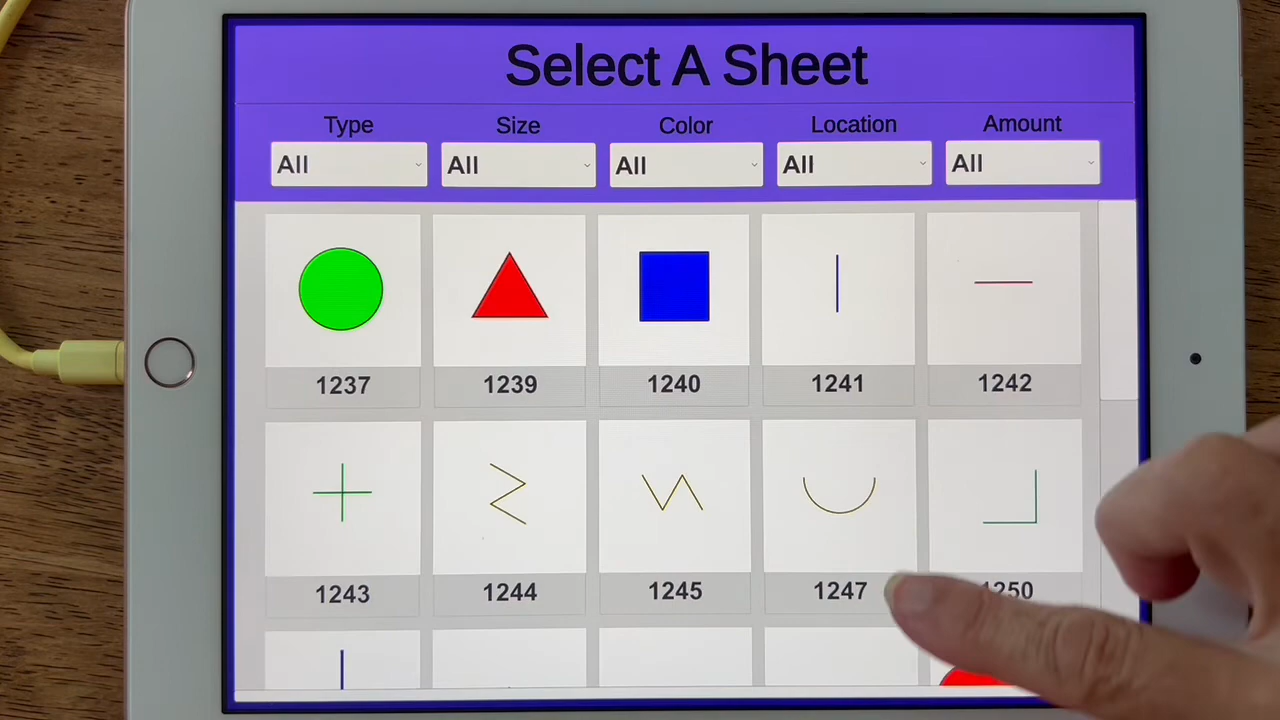 Select A Sheet
Type Size Color Location Amount
All All All All All
1237 1239 1240 1241 1242
1243 1244 1245 1247 1250